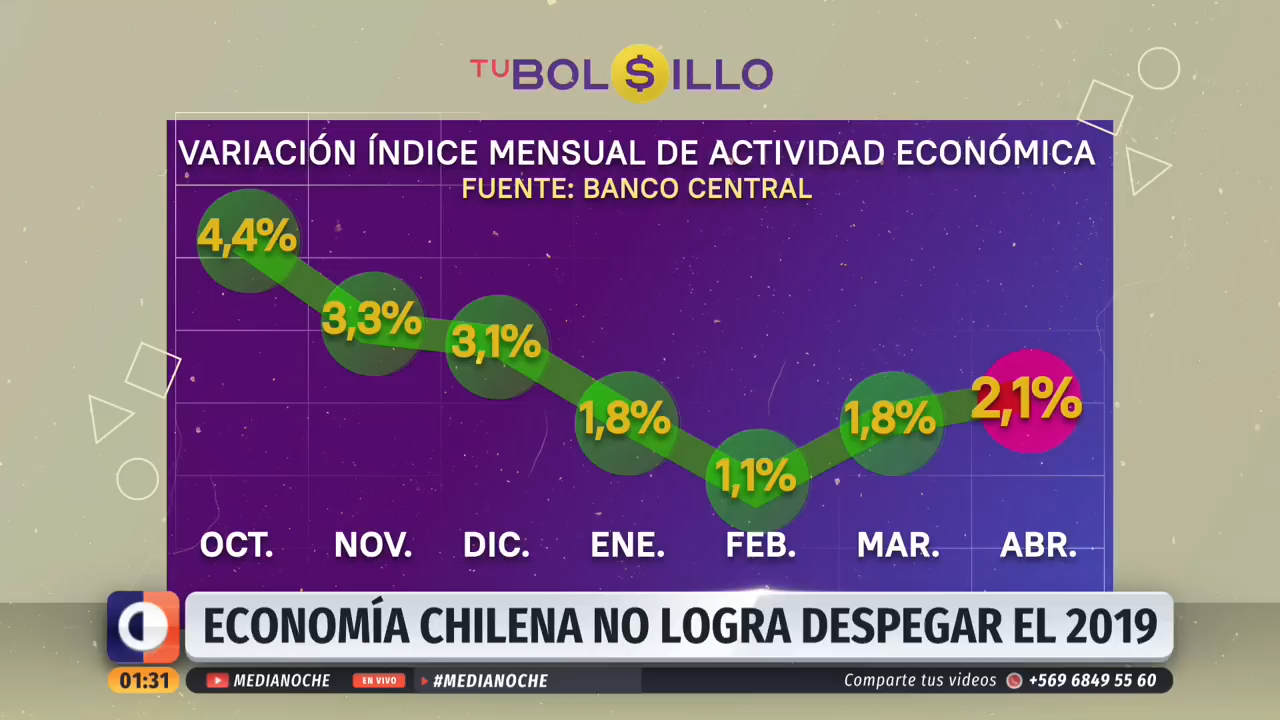 TU BOL$ILLO
VARIACIÓN ÍNDICE MENSUAL DE ACTIVIDAD ECONÓMICA
FUENTE: BANCO CENTRAL
4,4%
3,3%
3,1%
1,8%
1,1%
1,8%
2,1%
OCT. NOV. DIC. ENE. FEB. MAR. ABR.
ECONOMÍA CHILENA NO LOGRA DESPEGAR EL 2019
01:31 MEDIANOCHE EN VIVO #MEDIANOCHE Comparte tus videos +569 6849 55 60